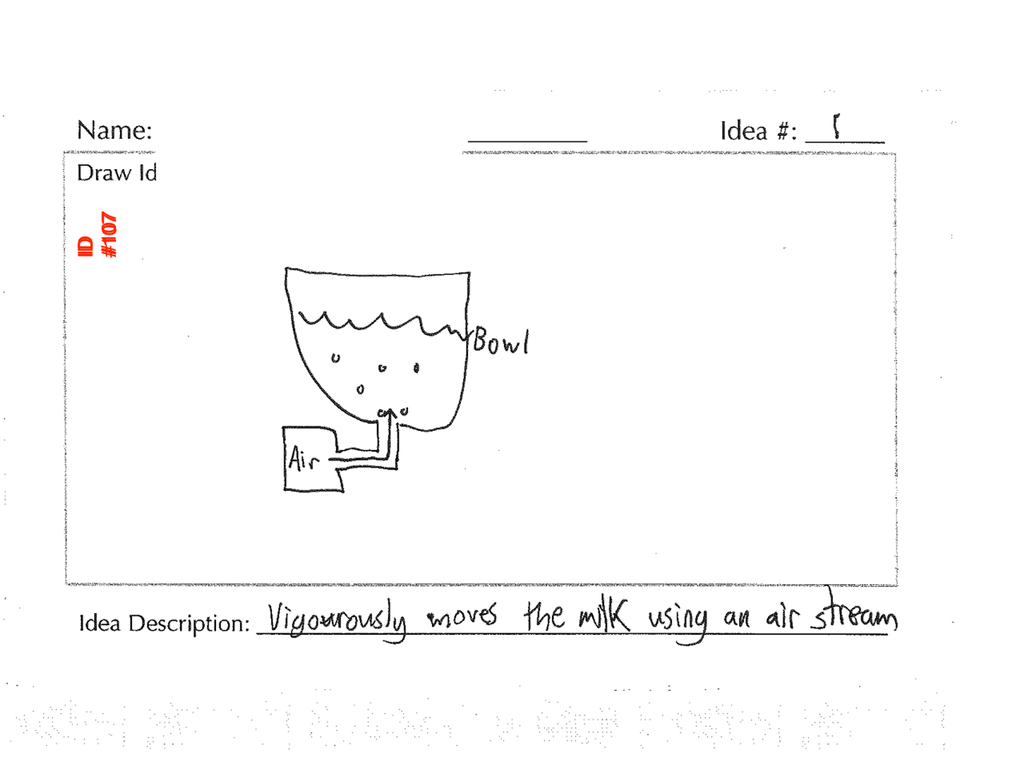 Name:
Idea #: 1
Draw Id
ID
#107
Bowl
Air
Idea Description: Vigourously moves the milk using an air stream